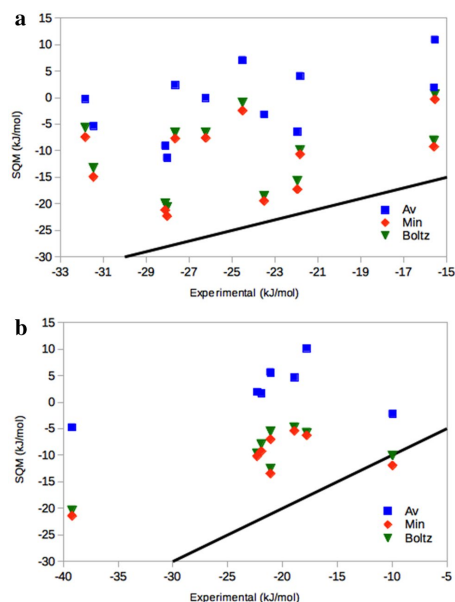 a
15
10
5
0
-5
-10
-15
-20
-25
-30
SQM (kJ/mol)
Av
Min
Boltz
-33 -31 -29 -27 -25 -23 -21 -19 -17 -15
Experimental (kJ/mol)
b
15
10
5
0
-5
-10
-15
-20
-25
-30
SQM (kJ/mol)
Av
Min
Boltz
-40 -35 -30 -25 -20 -15 -10 -5
Experimental (kJ/mol)